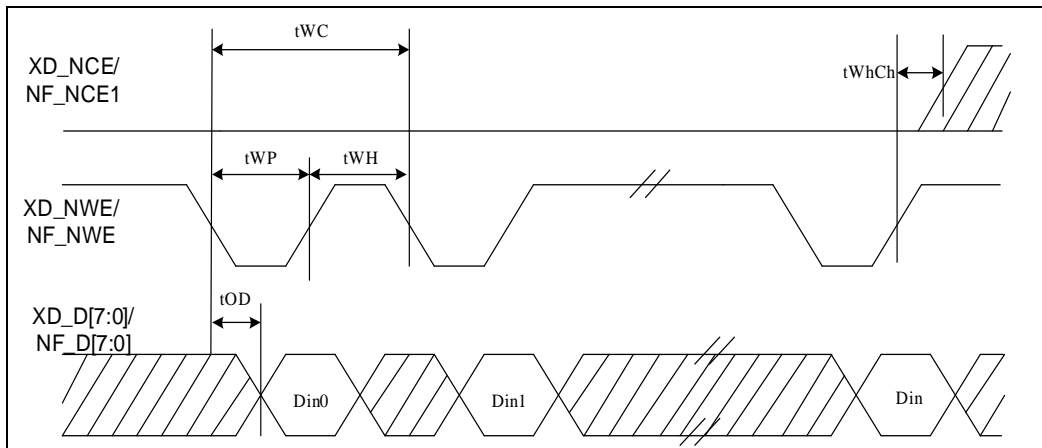 tWC
XD_NCE/
NF_NCE1
tWhCh
tWP
tWH
XD_NWE/
NF_NWE
tOD
XD_D[7:0]/
NF_D[7:0]
Din0
Din1
Din